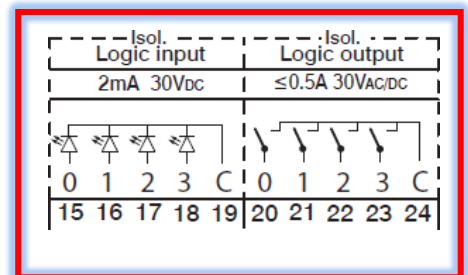 Isol. Isol.
Logic input Logic output
2mA 30VDC ≤0.5A 30VAC/DC
0 1 2 3 C 0 1 2 3 C
15 16 17 18 19 20 21 22 23 24